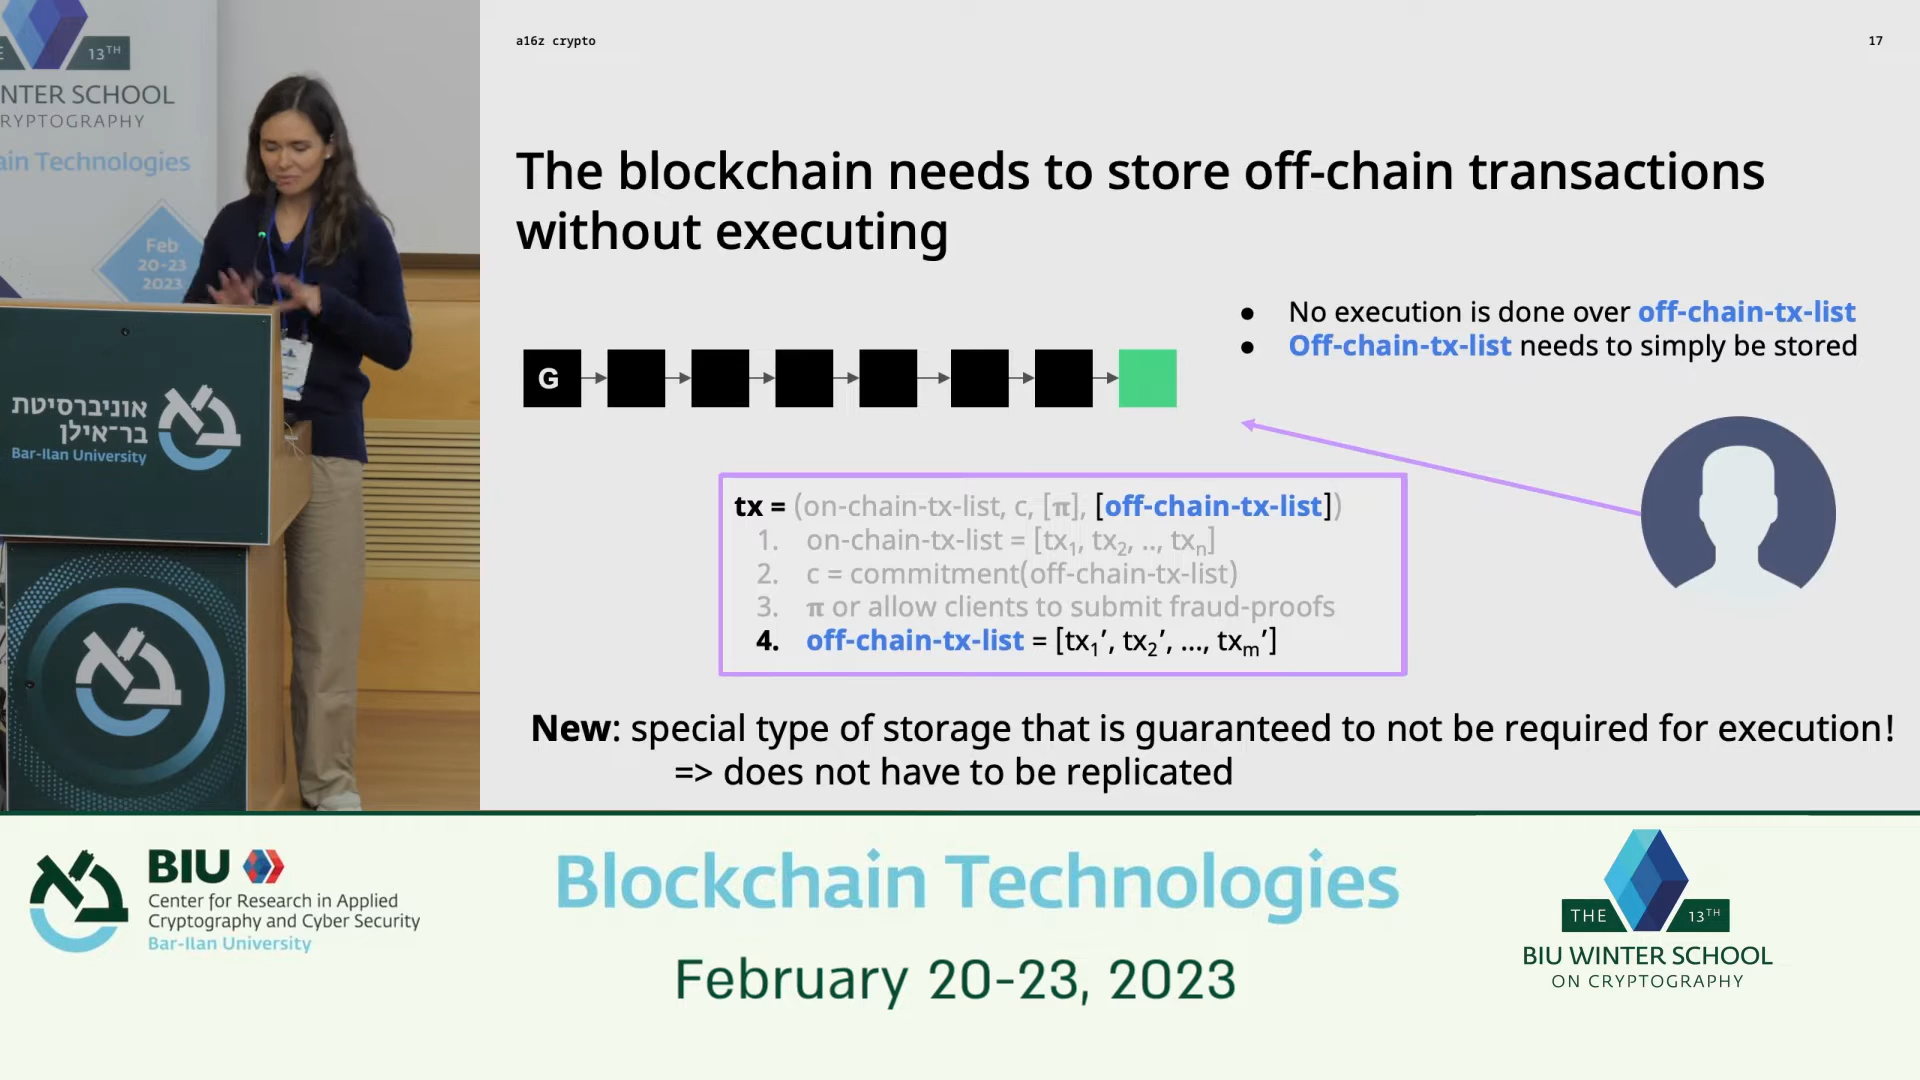 13TH
NTER SCHOOL
RYPTOGRAPHY
ain Technologies
Feb
20-23
2023
אוניברסיטת
בר־אילן
Bar-Ilan University
a16z crypto
17
The blockchain needs to store off-chain transactions
without executing
● No execution is done over off-chain-tx-list
● Off-chain-tx-list needs to simply be stored
G
tx = (on-chain-tx-list, c, [π], [off-chain-tx-list])
1. on-chain-tx-list = [tx₁, tx₂, .., txₙ]
2. c = commitment(off-chain-tx-list)
3. π or allow clients to submit fraud-proofs
4. off-chain-tx-list = [tx₁’, tx₂’, ..., txₘ’]
New: special type of storage that is guaranteed to not be required for execution!
=> does not have to be replicated
BIU
Center for Research in Applied
Cryptography and Cyber Security
Bar-Ilan University
Blockchain Technologies
February 20-23, 2023
THE 13TH
BIU WINTER SCHOOL
ON CRYPTOGRAPHY